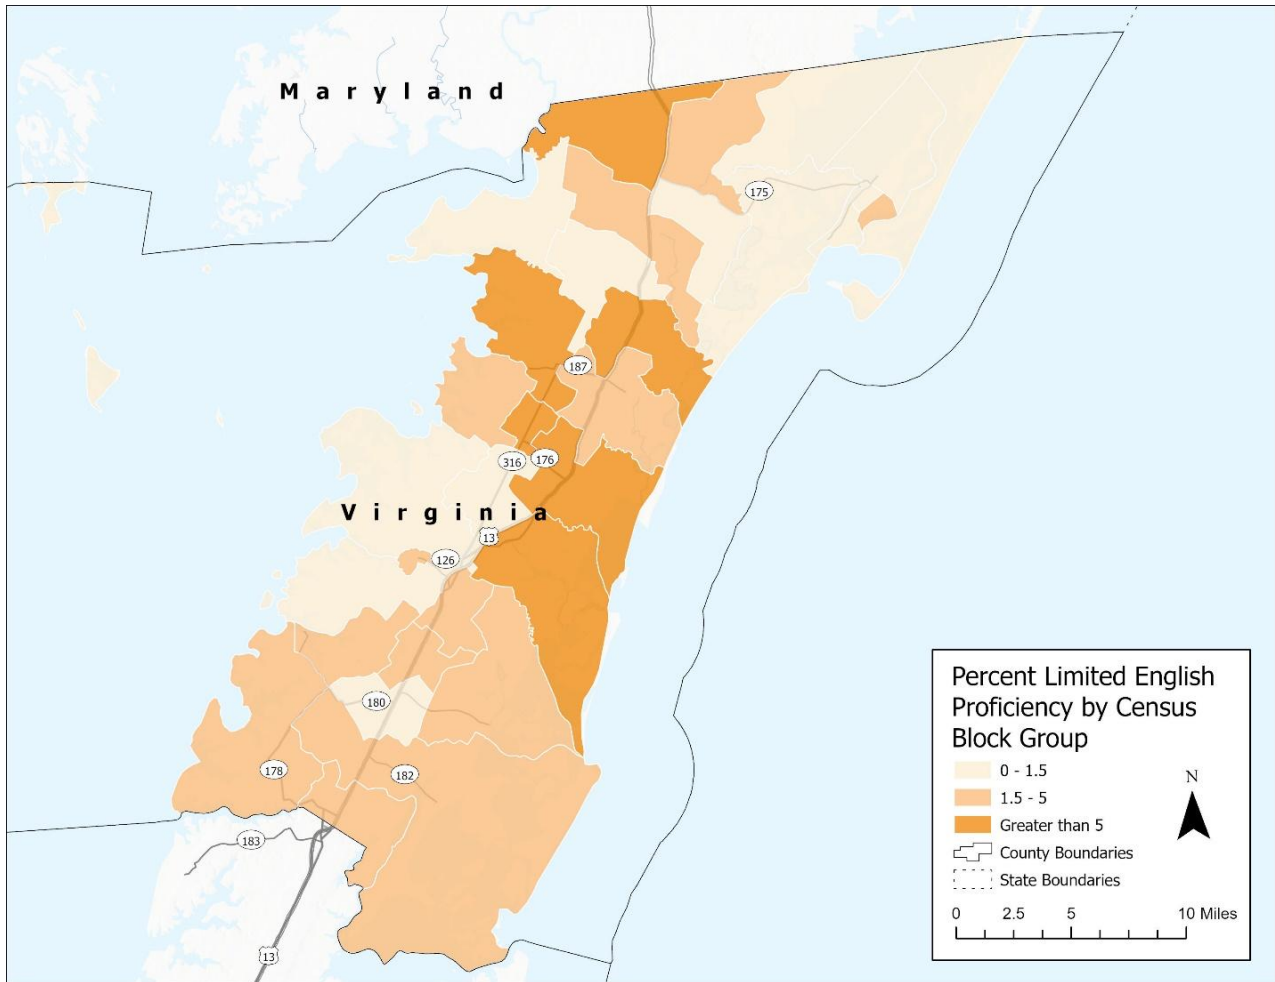 Maryland
175
187
316
176
Virginia
13
126
180
178
182
183
13
Percent Limited English
Proficiency by Census
Block Group
0 - 1.5
1.5 - 5
Greater than 5
County Boundaries
State Boundaries
N
0 2.5 5 10 Miles